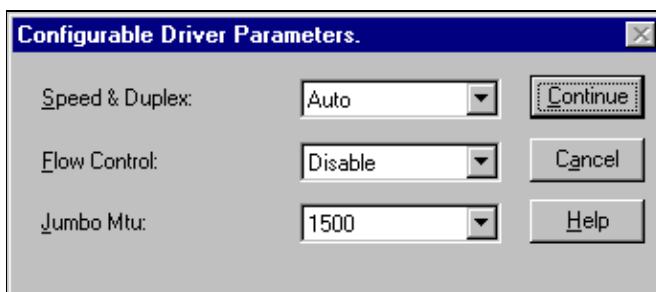 Configurable Driver Parameters.
Speed & Duplex: Auto Continue
Flow Control: Disable Cancel
Jumbo Mtu: 1500 Help